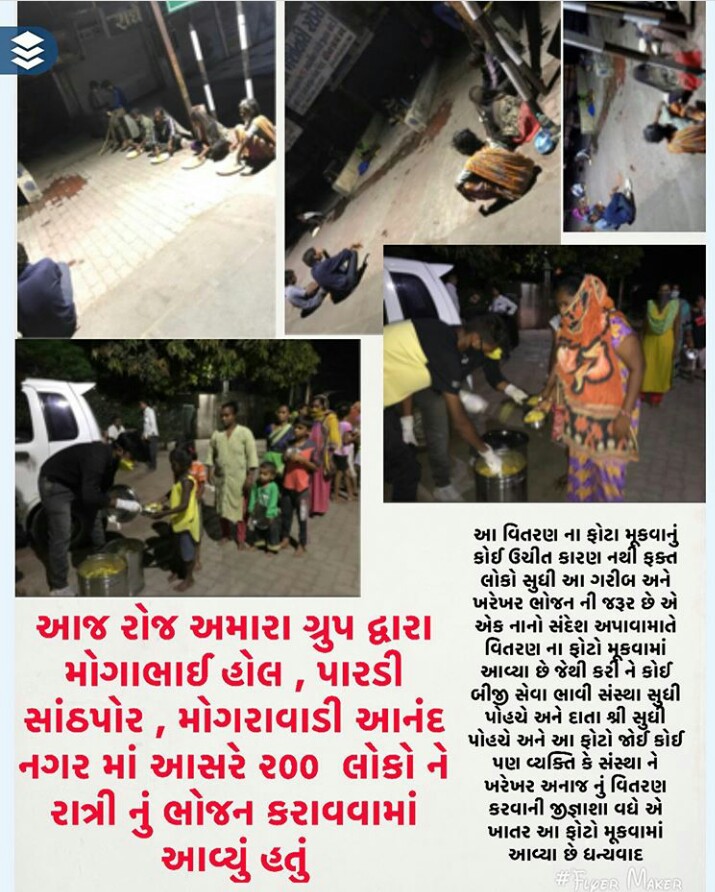 રાધે
આજ રોજ અમારા ગ્રુપ દ્વારા
મોગાભાઈ હોલ , પારડી
સાંઠપોર , મોગરાવાડી આનંદ
નગર માં આસરે ૨૦૦ લોકો ને
રાત્રી નું ભોજન કરાવવામાં
આવ્યું હતું
આ વિતરણ ના ફોટા મૂકવાનું
કોઈ ઉચીત કારણ નથી ફક્ત
લોકો સુધી આ ગરીબ અને
ખરેખર ભોજન ની જરૂર છે એ
એક નાનો સંદેશ અપાવામાતે
વિતરણ ના ફોટો મૂકવામાં
આવ્યા છે જેથી કરી ને કોઈ
બીજી સેવા ભાવી સંસ્થા સુધી
પોહચે અને દાતા શ્રી સુધી
પોહચે અને આ ફોટો જોઈ કોઈ
પણ વ્યક્તિ કે સંસ્થા ને
ખરેખર અનાજ નું વિતરણ
કરવાની જીજ્ઞાશા વધે એ
ખાતર આ ફોટો મૂકવામાં
આવ્યા છે ધન્યવાદ
#Flyer Maker